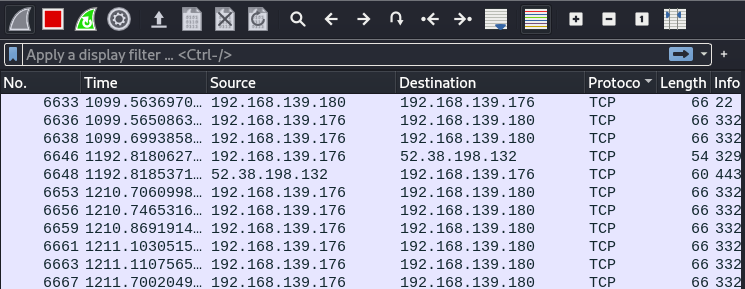 1
Apply a display filter … <Ctrl-/>
+
No. Time Source Destination Protoco Length Info
6633 1099.5636970… 192.168.139.180 192.168.139.176 TCP 66 22
6636 1099.5650863… 192.168.139.176 192.168.139.180 TCP 66 332
6638 1099.6993858… 192.168.139.176 192.168.139.180 TCP 66 332
6646 1192.8180627… 192.168.139.176 52.38.198.132 TCP 54 329
6648 1192.8185371… 52.38.198.132 192.168.139.176 TCP 60 443
6653 1210.7060998… 192.168.139.176 192.168.139.180 TCP 66 332
6656 1210.7465316… 192.168.139.176 192.168.139.180 TCP 66 332
6659 1210.8691914… 192.168.139.176 192.168.139.180 TCP 66 332
6661 1211.1030515… 192.168.139.176 192.168.139.180 TCP 66 332
6663 1211.1107565… 192.168.139.176 192.168.139.180 TCP 66 332
6667 1211.7002049… 192.168.139.176 192.168.139.180 TCP 66 332